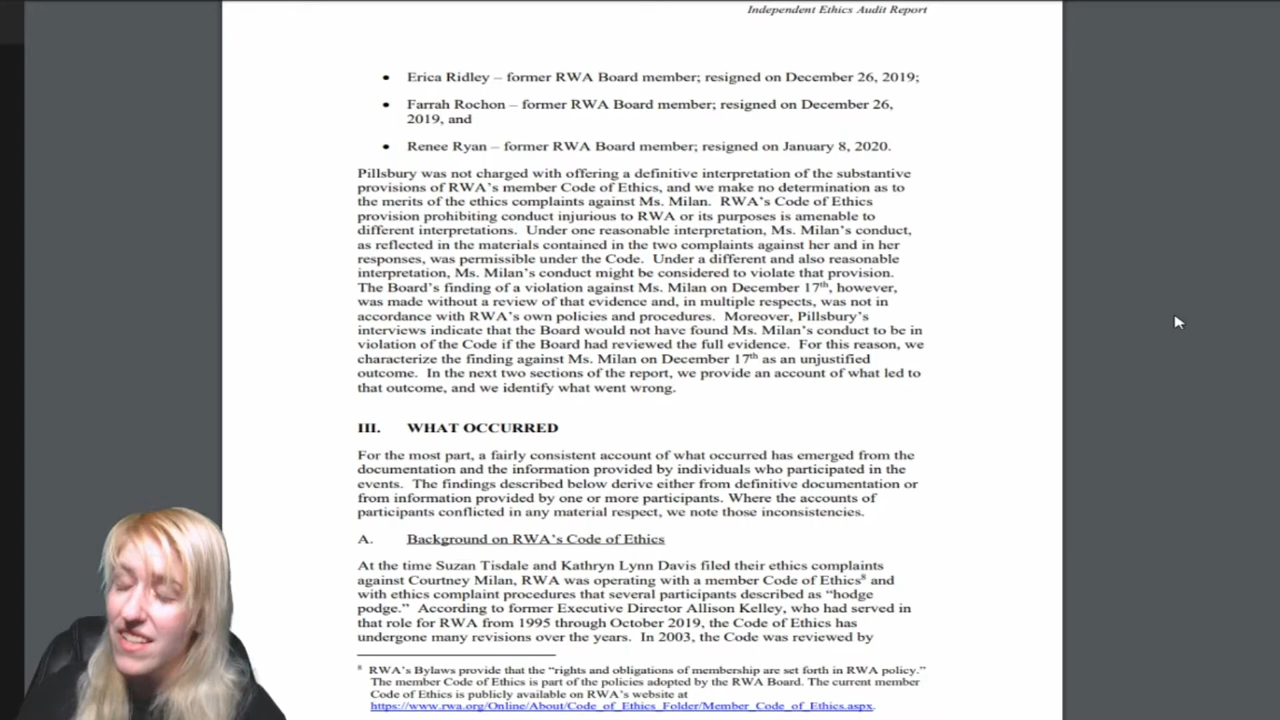 Independent Ethics Audit Report
• Erica Ridley – former RWA Board member; resigned on December 26, 2019;
• Farrah Rochon – former RWA Board member; resigned on December 26,
2019, and
• Renee Ryan – former RWA Board member; resigned on January 8, 2020.
Pillsbury was not charged with offering a definitive interpretation of the substantive
provisions of RWA's member Code of Ethics, and we make no determination as to
the merits of the ethics complaints against Ms. Milan. RWA's Code of Ethics
provision prohibiting conduct injurious to RWA or its purposes is amenable to
different interpretations. Under one reasonable interpretation, Ms. Milan's conduct,
as reflected in the materials contained in the two complaints against her and in her
responses, was permissible under the Code. Under a different and also reasonable
interpretation, Ms. Milan's conduct might be considered to violate that provision.
The Board's finding of a violation against Ms. Milan on December 17th, however,
was made without a review of that evidence and, in multiple respects, was not in
accordance with RWA's own policies and procedures. Moreover, Pillsbury's
interviews indicate that the Board would not have found Ms. Milan's conduct to be in
violation of the Code if the Board had reviewed the full evidence. For this reason, we
characterize the finding against Ms. Milan on December 17th as an unjustified
outcome. In the next two sections of the report, we provide an account of what led to
that outcome, and we identify what went wrong.
III. WHAT OCCURRED
For the most part, a fairly consistent account of what occurred has emerged from the
documentation and the information provided by individuals who participated in the
events. The findings described below derive either from definitive documentation or
from information provided by one or more participants. Where the accounts of
participants conflicted in any material respect, we note those inconsistencies.
A. Background on RWA's Code of Ethics
At the time Suzan Tisdale and Kathryn Lynn Davis filed their ethics complaints
against Courtney Milan, RWA was operating with a member Code of Ethics8 and
with ethics complaint procedures that several participants described as "hodge
podge." According to former Executive Director Allison Kelley, who had served in
that role for RWA from 1995 through October 2019, the Code of Ethics has
undergone many revisions over the years. In 2003, the Code was reviewed by
8 RWA's Bylaws provide that the "rights and obligations of membership are set forth in RWA policy."
The member Code of Ethics is part of the policies adopted by the RWA Board. The current member
Code of Ethics is publicly available on RWA's website at
https://www.rwa.org/Online/About/Code_of_Ethics_Folder/Member_Code_of_Ethics.aspx.